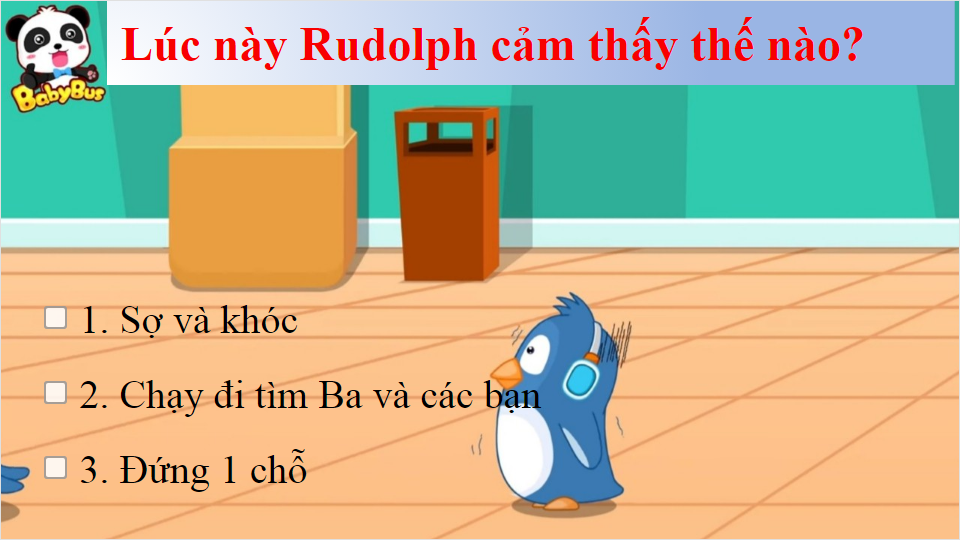 Lúc này Rudolph cảm thấy thế nào?
BabyBus
1. Sợ và khóc
2. Chạy đi tìm Ba và các bạn
3. Đứng 1 chỗ